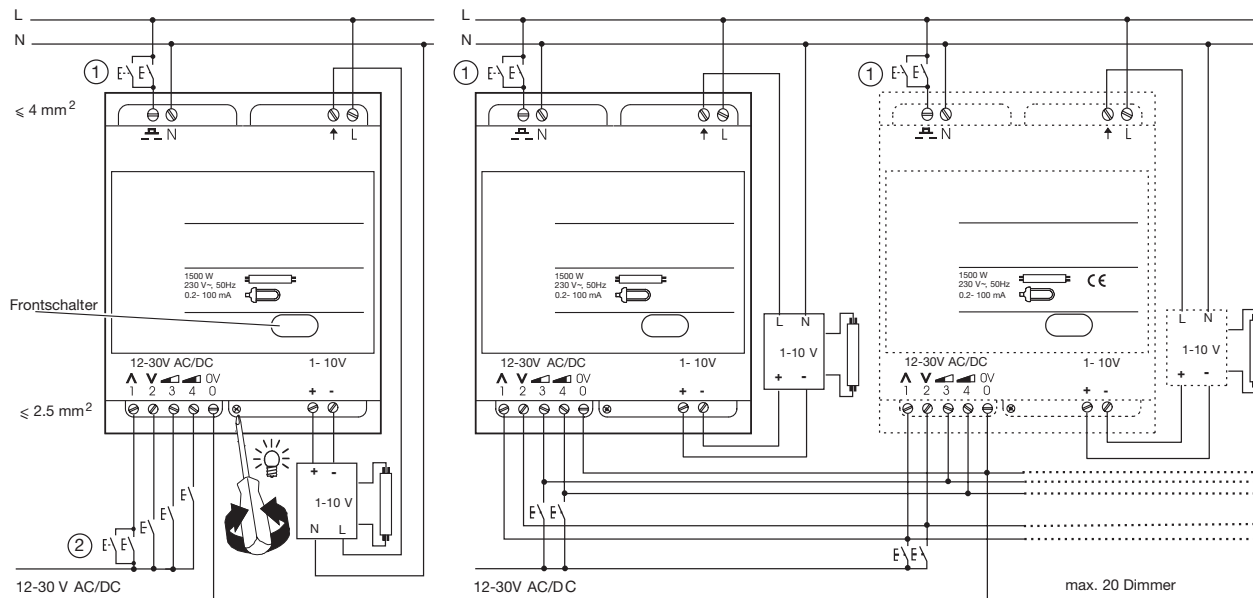 L
N
①
≤ 4 mm²
N
L
1500 W
230 V~, 50Hz
0.2- 100 mA
Frontschalter
12-30V AC/DC
1- 10V
0V
1 2 3 4 0
+ -
≤ 2.5 mm²
+ -
1-10 V
N L
②
12-30 V AC/DC
L
N
①
N
L
1500 W
230 V~, 50Hz
0.2- 100 mA
L N
1-10 V
+ -
12-30V AC/DC
1- 10V
0V
1 2 3 4 0
+ -
12-30V AC/DC
①
N
L
1500 W
230 V~, 50Hz
0.2- 100 mA
CE
L N
1-10 V
+ -
12-30V AC/DC
1- 10V
0V
1 2 3 4 0
+ -
max. 20 Dimmer